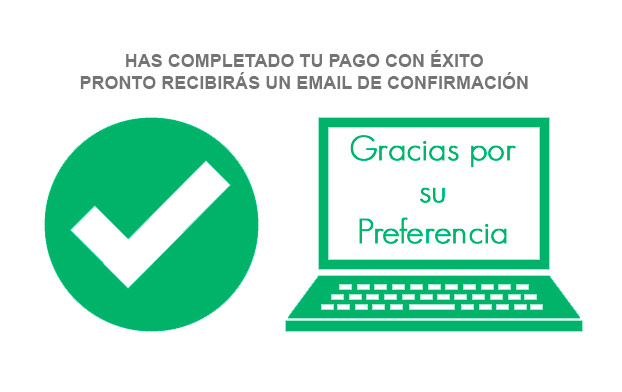 HAS COMPLETADO TU PAGO CON ÉXITO
PRONTO RECIBIRÁS UN EMAIL DE CONFIRMACIÓN
Gracias por
su
Preferencia